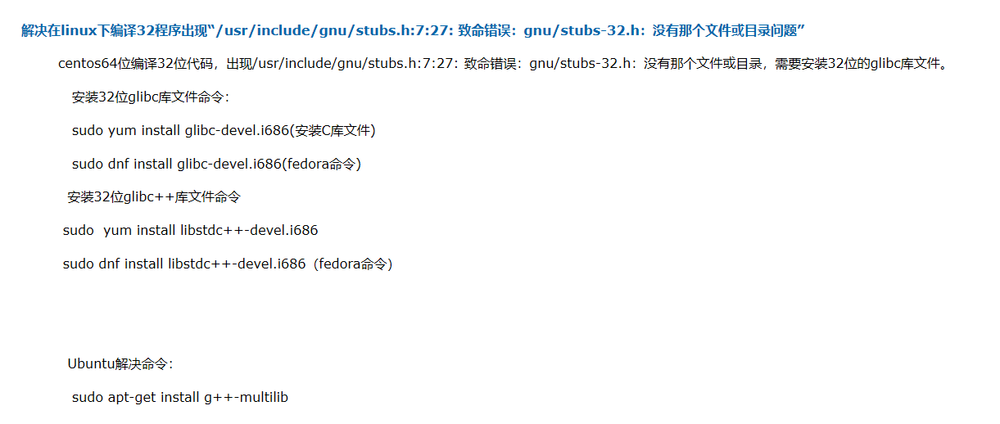 解决在linux下编译32程序出现“/usr/include/gnu/stubs.h:7:27: 致命错误：gnu/stubs-32.h：没有那个文件或目录问题”
centos64位编译32位代码，出现/usr/include/gnu/stubs.h:7:27: 致命错误：gnu/stubs-32.h：没有那个文件或目录，需要安装32位的glibc库文件。
安装32位glibc库文件命令：
sudo yum install glibc-devel.i686(安装C库文件)
sudo dnf install glibc-devel.i686(fedora命令)
安装32位glibc++库文件命令
sudo  yum install libstdc++-devel.i686
sudo dnf install libstdc++-devel.i686（fedora命令）
Ubuntu解决命令：
sudo apt-get install g++-multilib